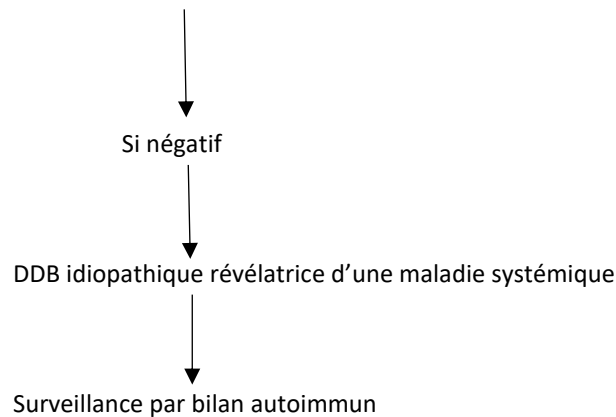 Si négatif
DDB idiopathique révélatrice d’une maladie systémique
Surveillance par bilan autoimmun